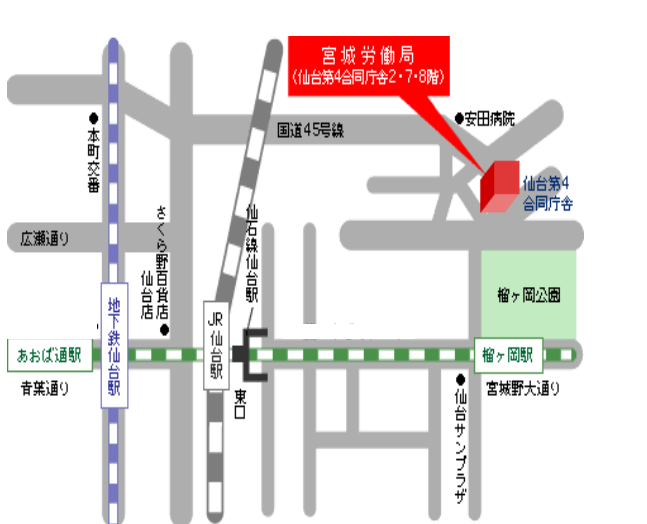 宮城労働局
(仙台第4合同庁舎2・7・8階)
国道45号線
安田病院
本町交番
仙台第4
合同庁舎
広瀬通り
さくら野百貨店
仙台店
仙石線仙台駅
榴ヶ岡公園
地下鉄仙台駅
JR
仙台駅
あおば通駅
榴ヶ岡駅
青葉通り
東口
宮城野大通り
仙台サンプラザ